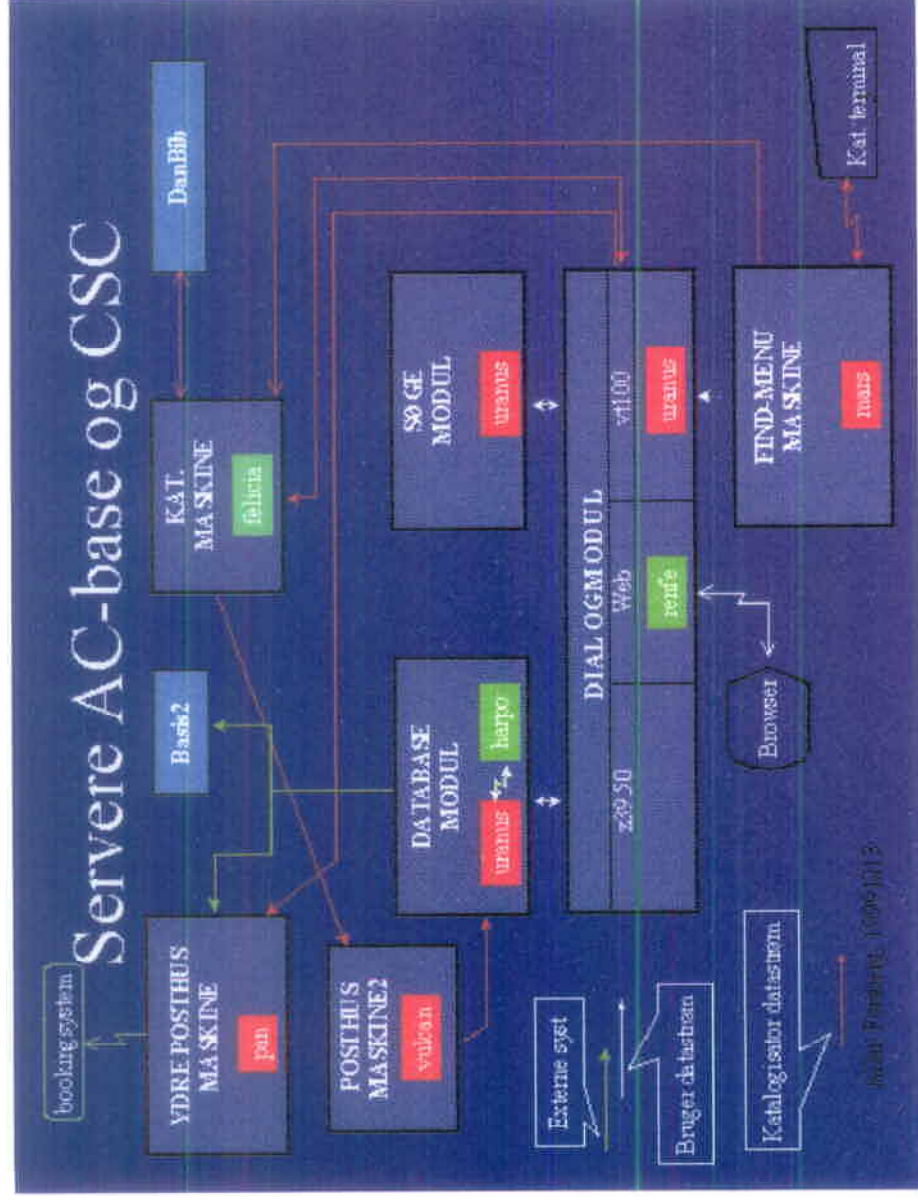 Servere AC-base og CSC
bookingsystem
Basis2
DanBib
YDRE POSTHUS
MASKINE
pan
KAT.
MASKINE
felicia
POSTHUS
MASKINE2
vulcan
DATABASE
MODUL
uranus
harpo
SØGE
MODUL
uranus
DIALOGMODUL
z39.50
Web
vt100
renfe
uranus
Externe syst
Bruger datastrøm
Katalogisator datastrøm
Browser
FIND-MENU
MASKINE
mars
Kat. terminal